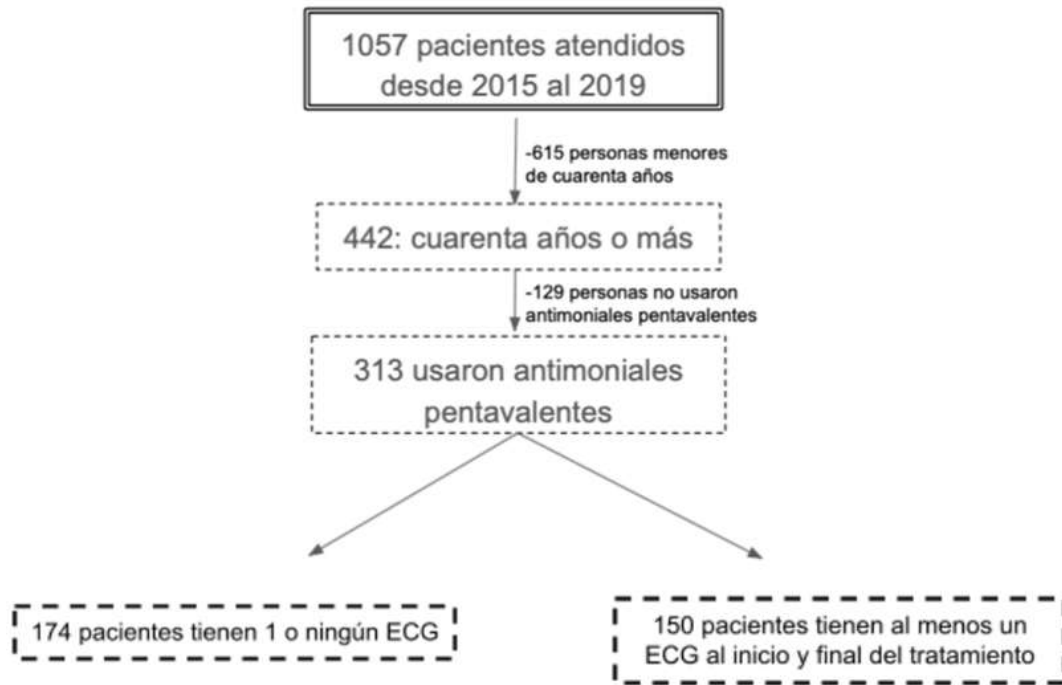 1057 pacientes atendidos
desde 2015 al 2019
-615 personas menores
de cuarenta años
442: cuarenta años o más
-129 personas no usaron
antimoniales pentavalentes
313 usaron antimoniales
pentavalentes
174 pacientes tienen 1 o ningún ECG
150 pacientes tienen al menos un
ECG al inicio y final del tratamiento